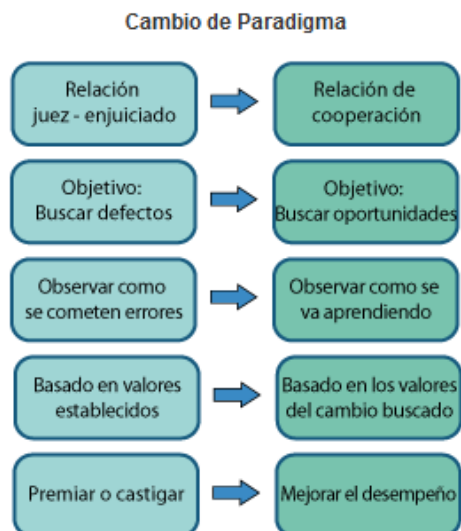 Cambio de Paradigma
Relación
juez - enjuiciado
Relación de
cooperación
Objetivo:
Buscar defectos
Objetivo:
Buscar oportunidades
Observar como
se cometen errores
Observar como se
va aprendiendo
Basado en valores
establecidos
Basado en los valores
del cambio buscado
Premiar o castigar
Mejorar el desempeño